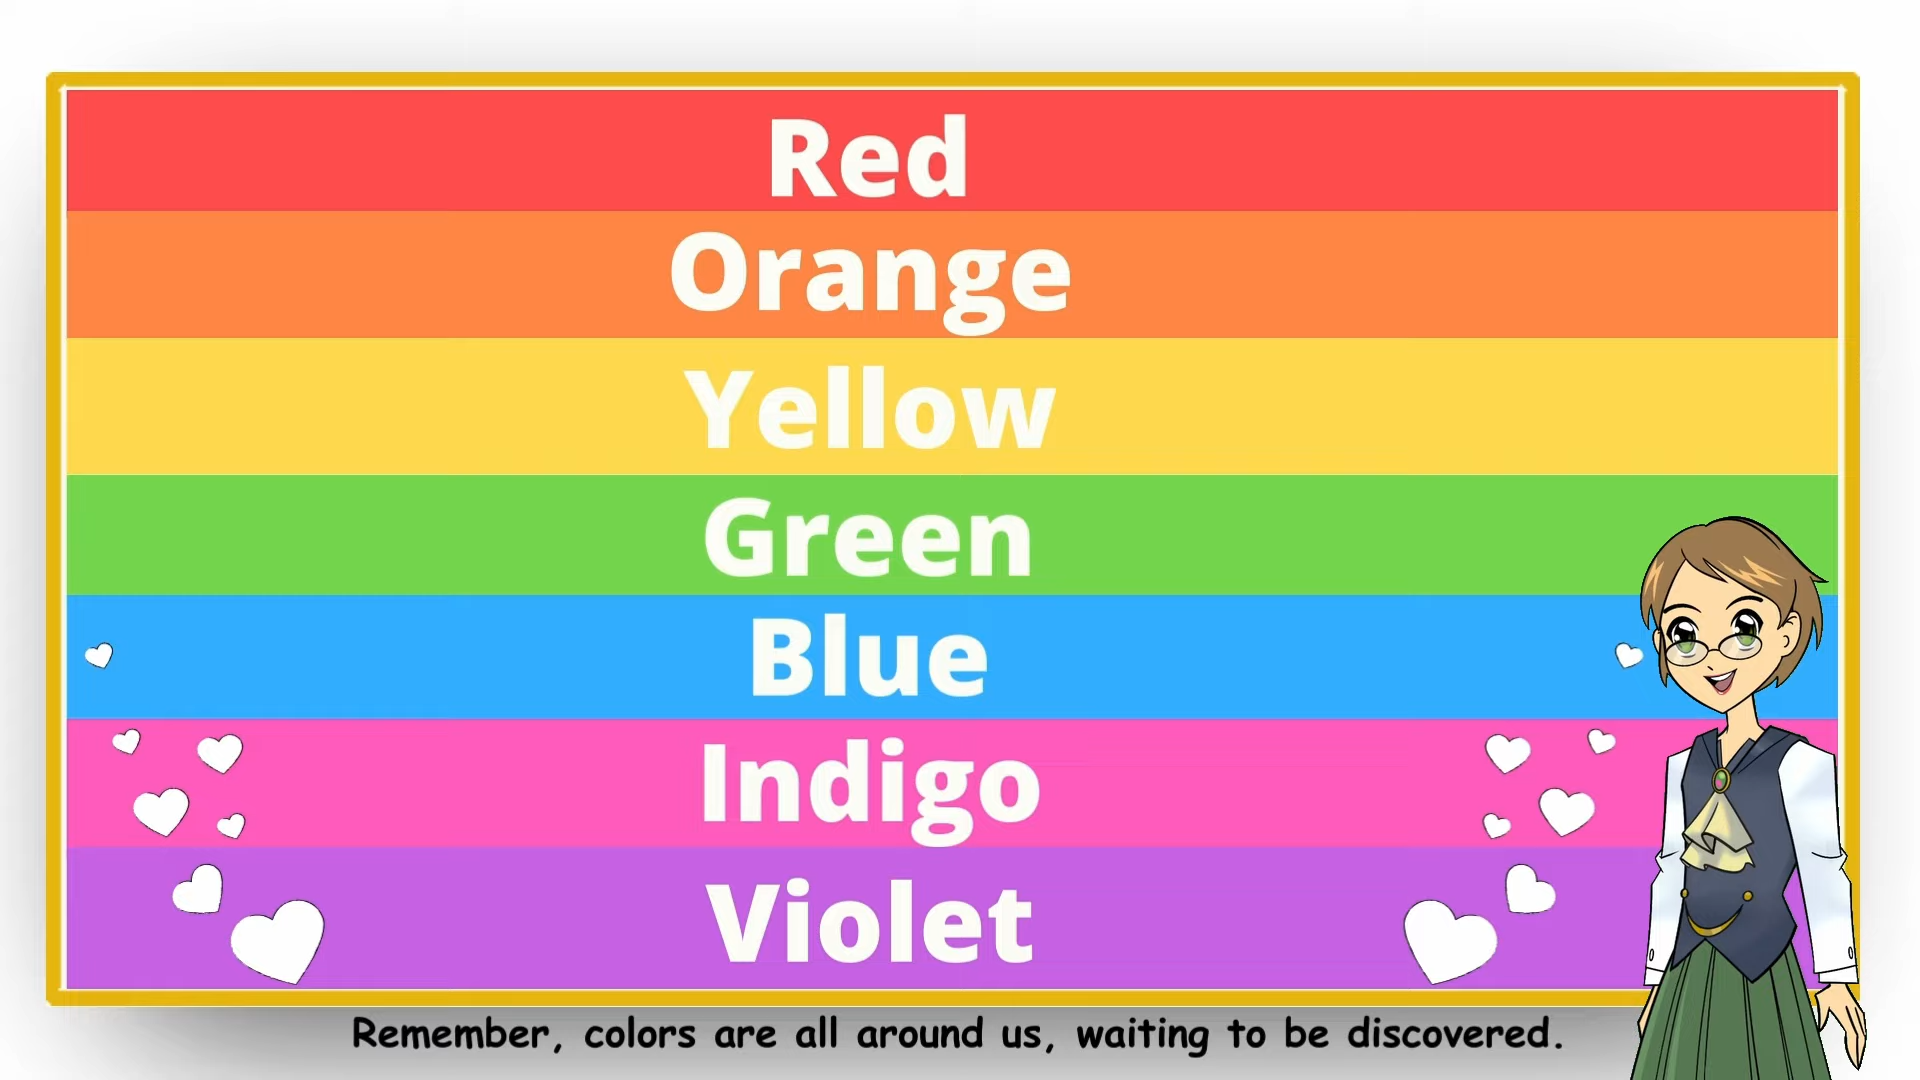 Red
Orange
Yellow
Green
Blue
Indigo
Violet
Remember, colors are all around us, waiting to be discovered.